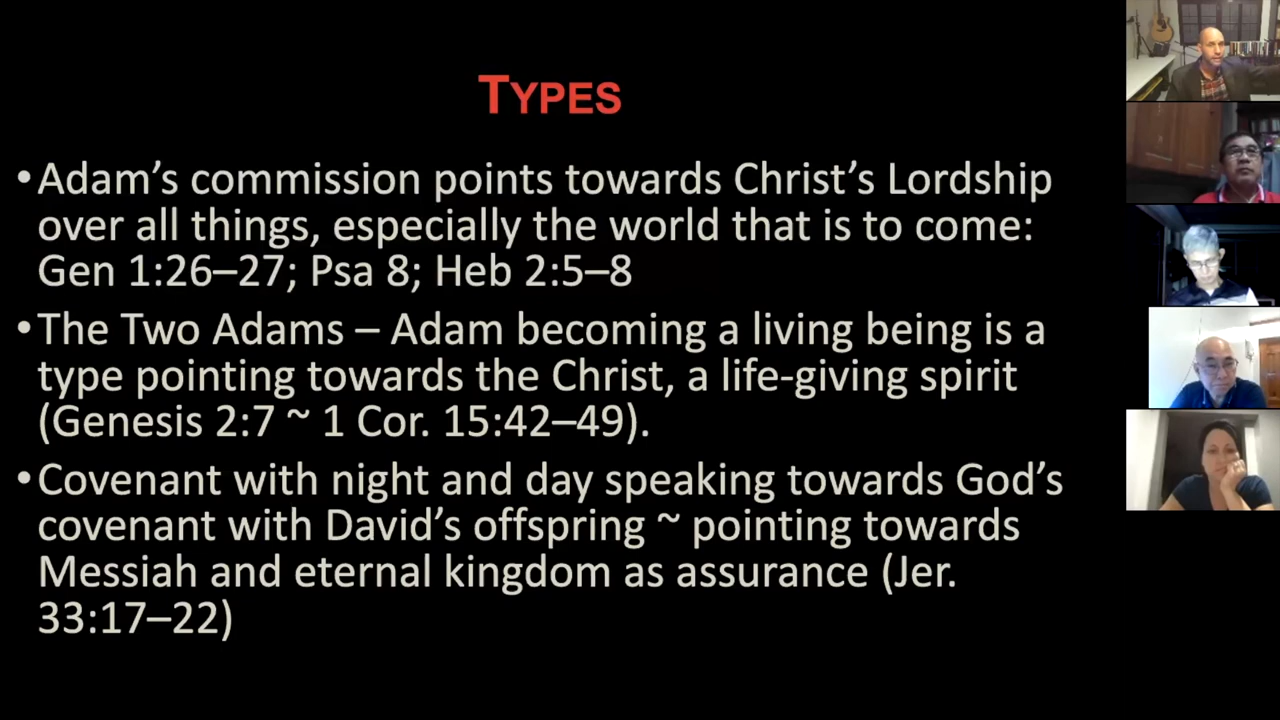 TYPES
•Adam’s commission points towards Christ’s Lordship
over all things, especially the world that is to come:
Gen 1:26–27; Psa 8; Heb 2:5–8
•The Two Adams – Adam becoming a living being is a
type pointing towards the Christ, a life-giving spirit
(Genesis 2:7 ~ 1 Cor. 15:42–49).
•Covenant with night and day speaking towards God’s
covenant with David’s offspring ~ pointing towards
Messiah and eternal kingdom as assurance (Jer.
33:17–22)